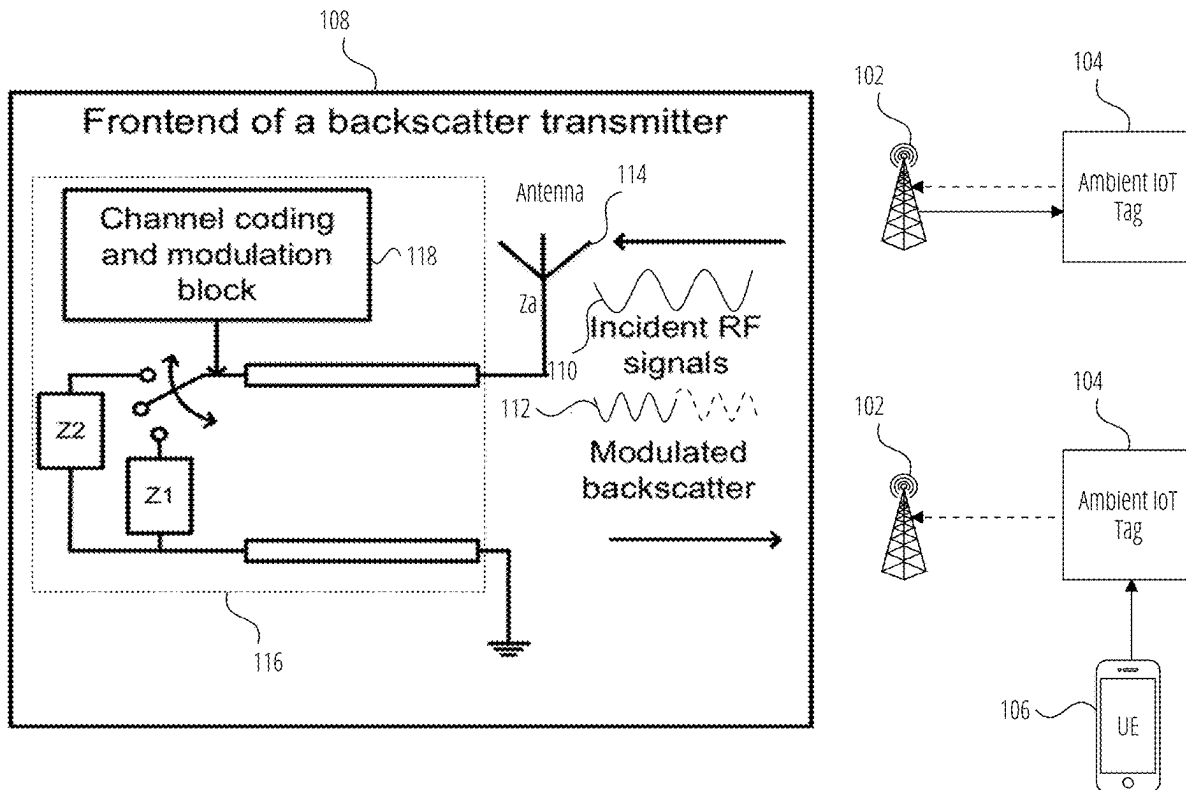 108
Frontend of a backscatter transmitter
Channel coding
and modulation
block
118
Antenna
114
Za
110
Incident RF
signals
112
Modulated
backscatter
Z2
Z1
116
102
104
Ambient IoT
Tag
102
104
Ambient IoT
Tag
106
UE